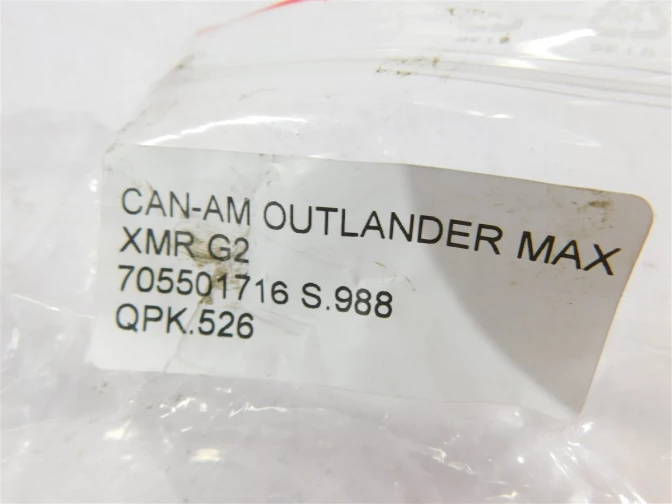 CAN-AM OUTLANDER MAX
XMR G2
705501716 S.988
QPK.526